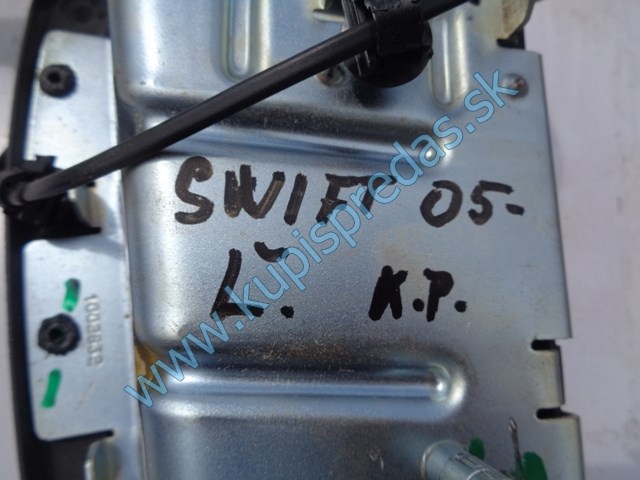 SWIFT 05-
Ľ. K.P.
1003632
www.kupispredas.sk